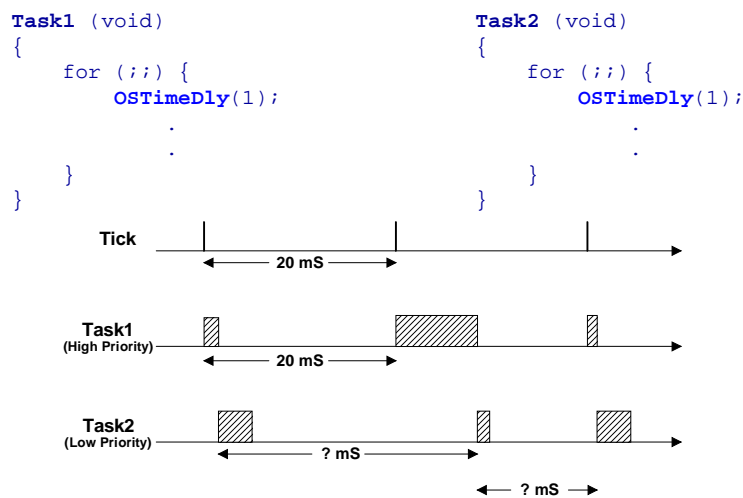 Task1 (void)
{
    for (;;) {
        OSTimeDly(1);
            .
            .
    }
}
Task2 (void)
{
    for (;;) {
        OSTimeDly(1);
            .
            .
    }
}
Tick
20 mS
Task1
(High Priority)
20 mS
Task2
(Low Priority)
? mS
? mS